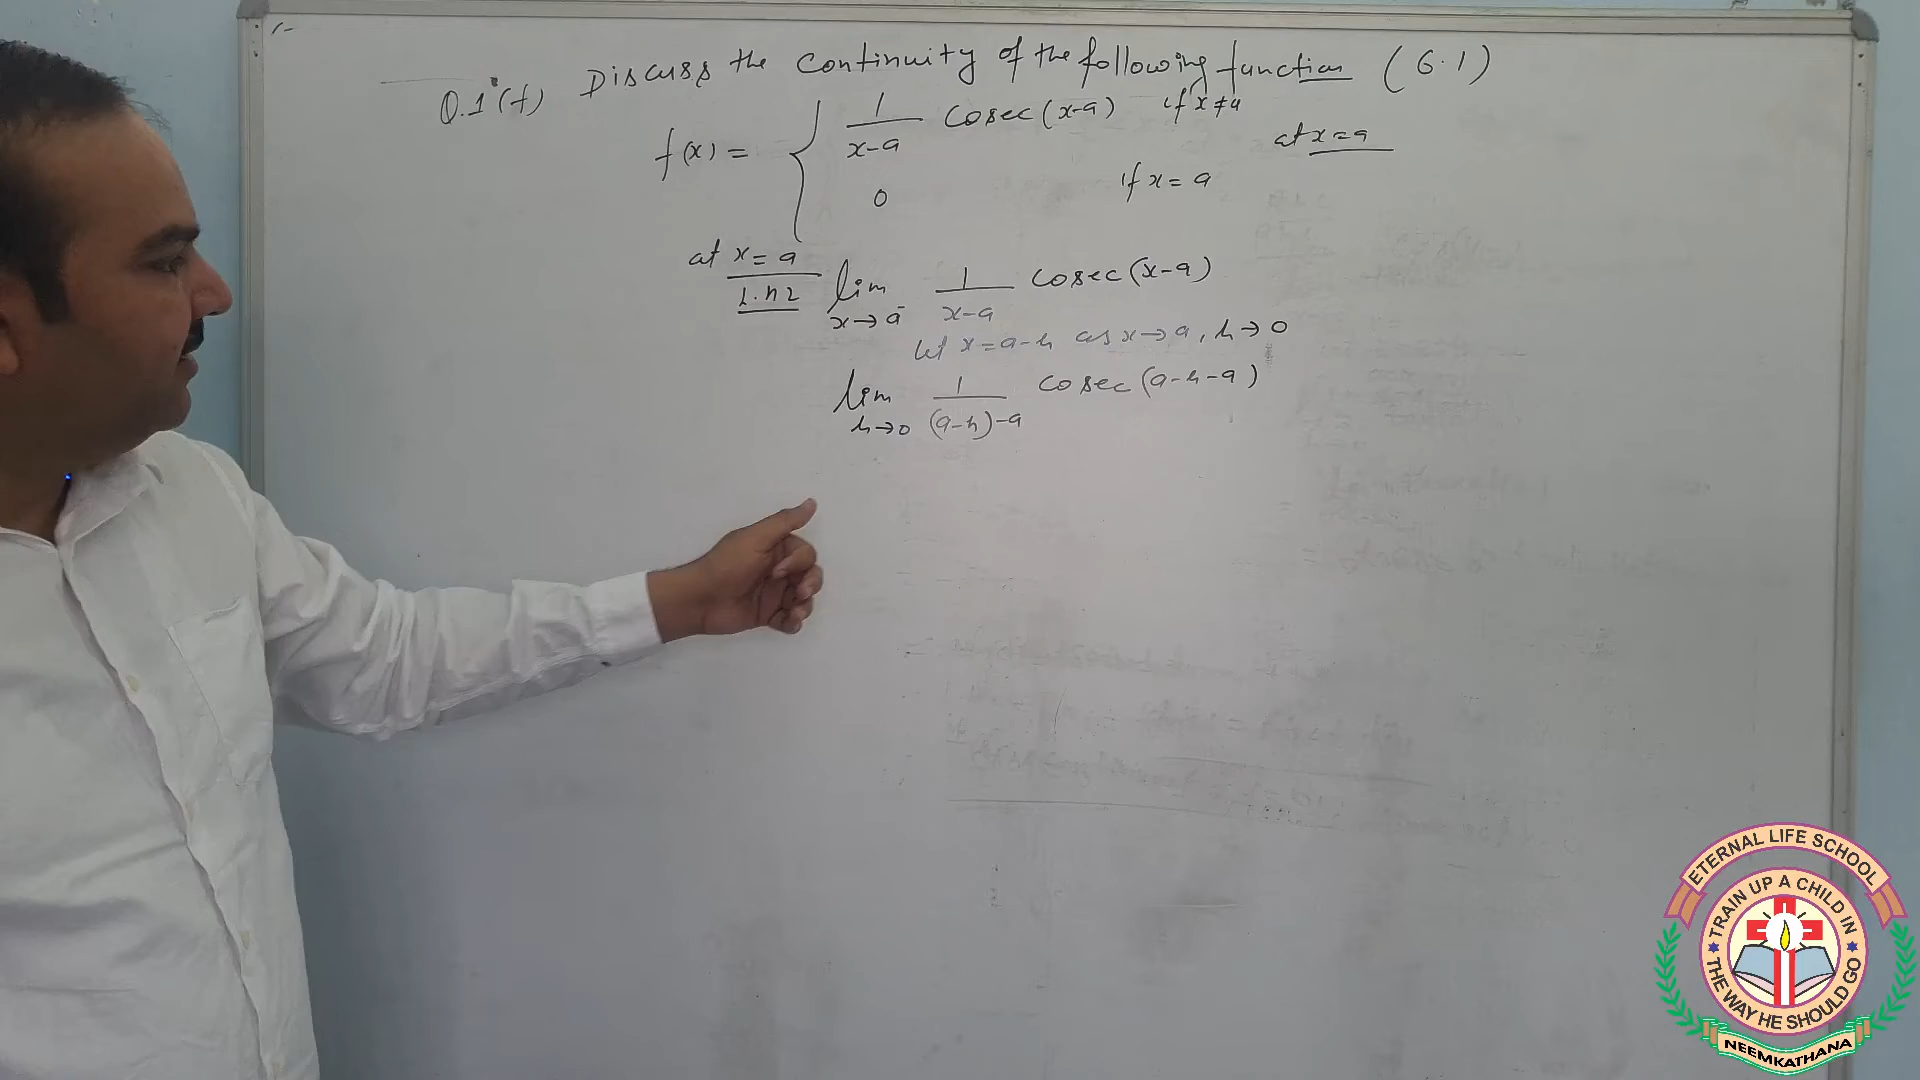 Q.1 (f) Discuss the continuity of the following function (6.1)
f(x) = { 1/(x-a) cosec(x-a) if x≠a
at x=a
0 if x = a
at x = a
L.H.L lim x→a⁻ 1/(x-a) cosec(x-a)
let x=a-h as x→a, h→0
lim h→0 1/((a-h)-a) cosec(a-h-a)
ETERNAL LIFE SCHOOL
TRAIN UP A CHILD IN
THE WAY HE SHOULD GO
NEEMKATHANA